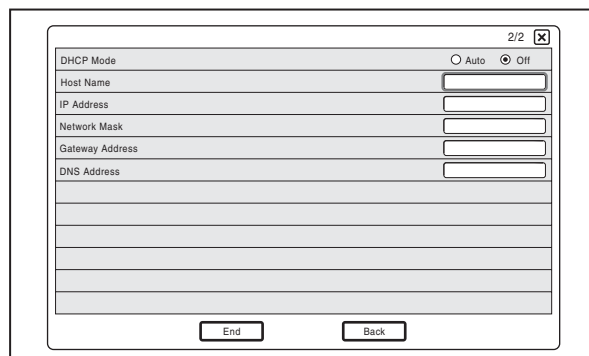 2/2
DHCP Mode Auto Off
Host Name
IP Address
Network Mask
Gateway Address
DNS Address
End Back